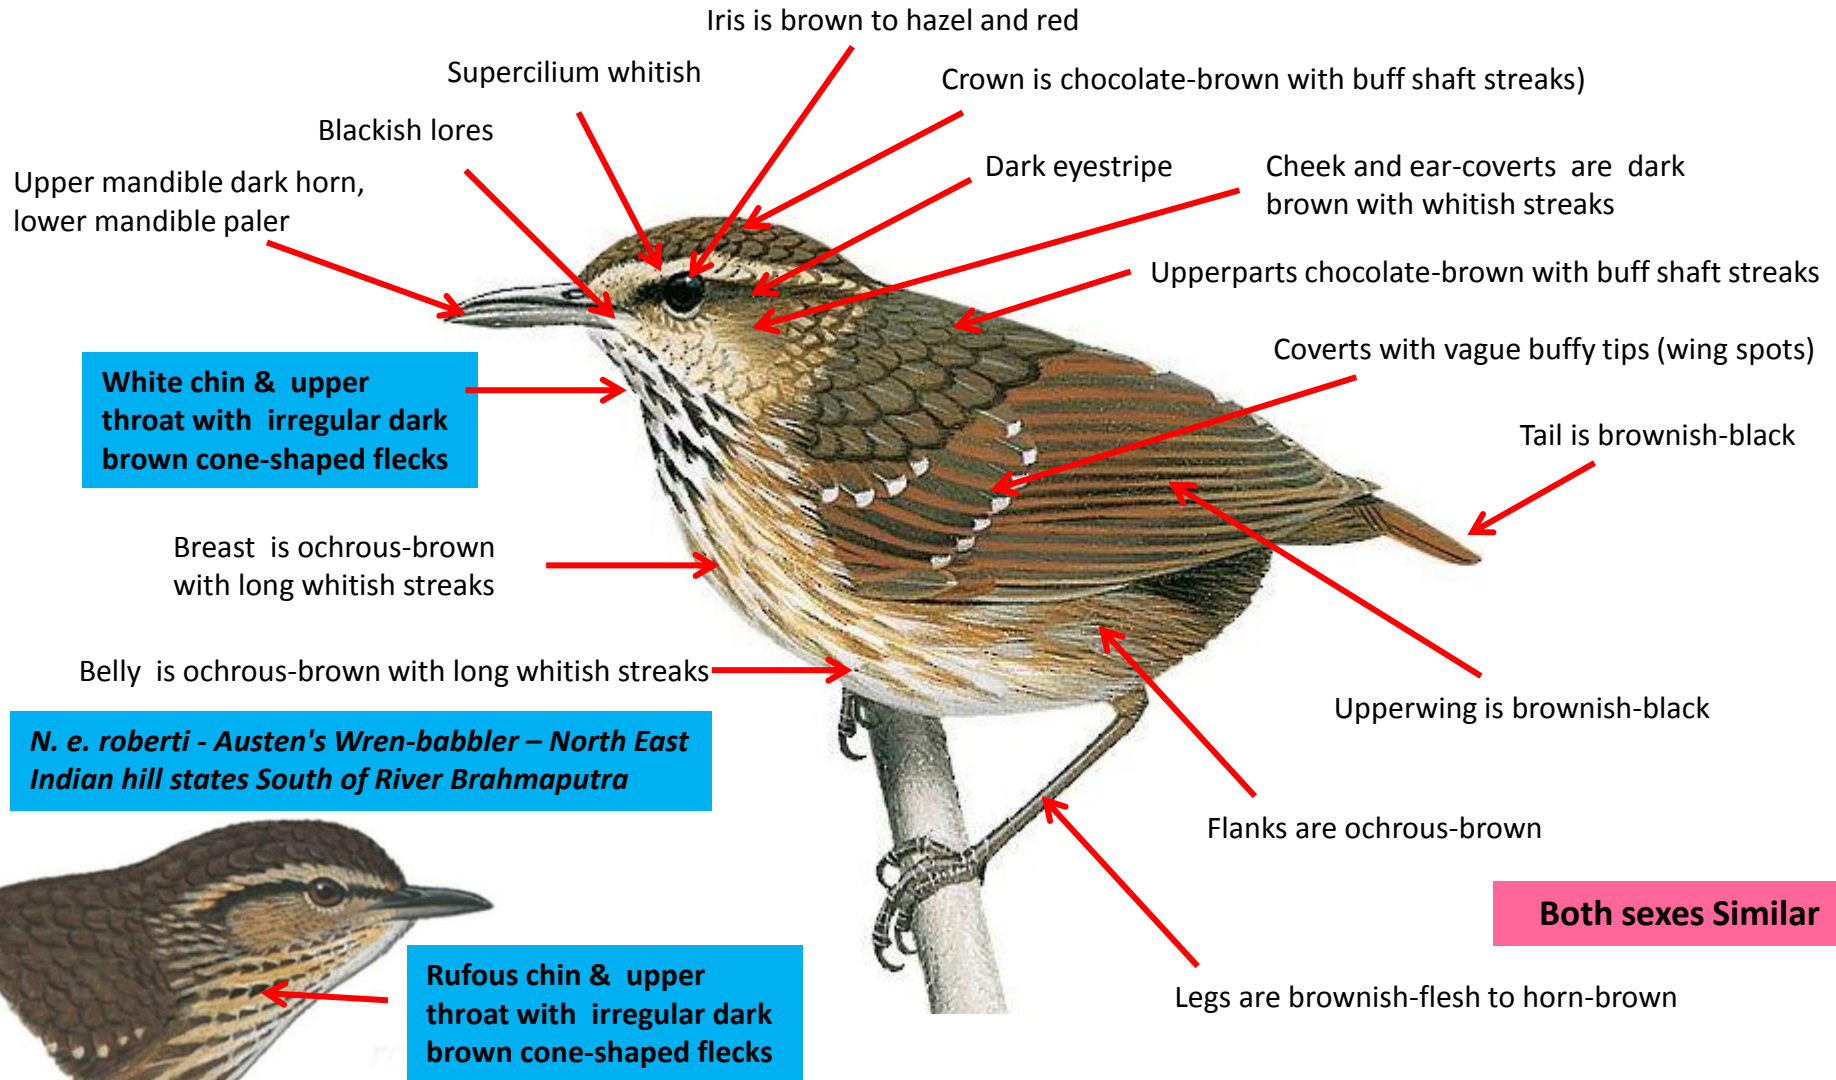 Iris is brown to hazel and red
Supercilium whitish
Crown is chocolate-brown with buff shaft streaks)
Blackish lores
Dark eyestripe
Cheek and ear-coverts are dark
brown with whitish streaks
Upper mandible dark horn,
lower mandible paler
Upperparts chocolate-brown with buff shaft streaks
Coverts with vague buffy tips (wing spots)
White chin & upper
throat with irregular dark
brown cone-shaped flecks
Tail is brownish-black
Breast is ochrous-brown
with long whitish streaks
Belly is ochrous-brown with long whitish streaks
Upperwing is brownish-black
N. e. roberti - Austen's Wren-babbler – North East
Indian hill states South of River Brahmaputra
Flanks are ochrous-brown
Both sexes Similar
Rufous chin & upper
throat with irregular dark
brown cone-shaped flecks
Legs are brownish-flesh to horn-brown